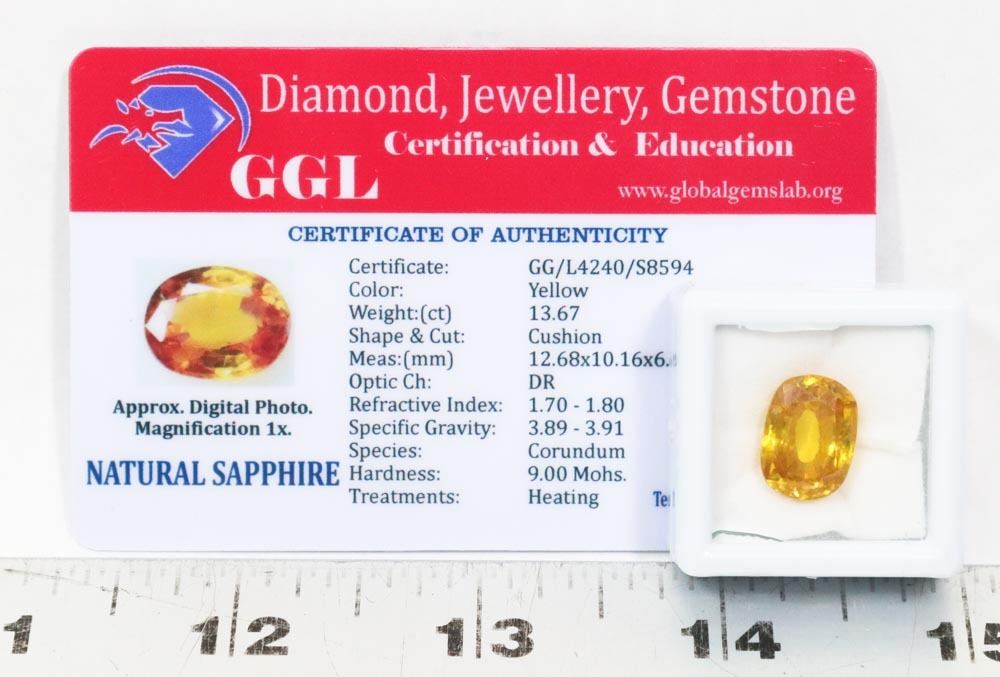 Diamond, Jewellery, Gemstone
Certification & Education
GGL
www.globalgemslab.org
CERTIFICATE OF AUTHENTICITY
Certificate: GG/L4240/S8594
Color: Yellow
Weight:(ct) 13.67
Shape & Cut: Cushion
Meas:(mm) 12.68x10.16x6.
Optic Ch: DR
Refractive Index: 1.70 - 1.80
Specific Gravity: 3.89 - 3.91
Species: Corundum
Hardness: 9.00 Mohs.
Treatments: Heating
Approx. Digital Photo.
Magnification 1x.
NATURAL SAPPHIRE
1 12 13 14 15